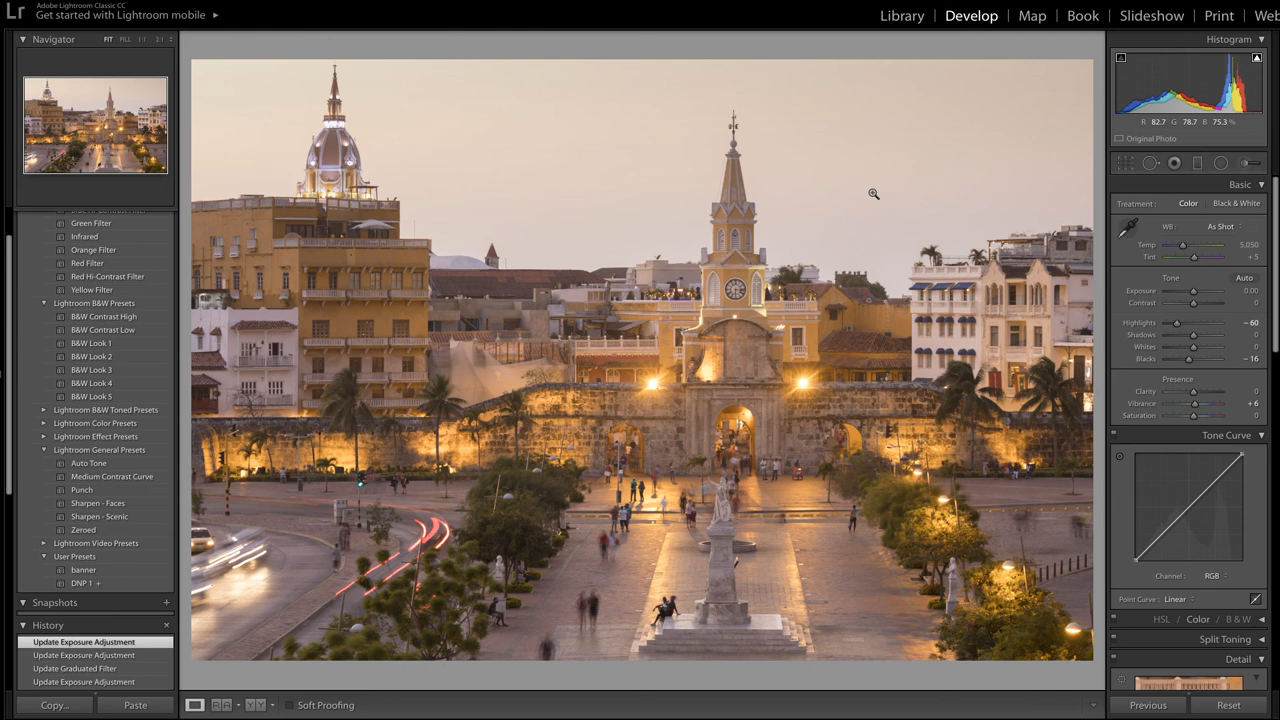 Lr
Adobe Lightroom Classic CC
Get started with Lightroom mobile ▸
Library | Develop | Map | Book | Slideshow | Print | Web
Navigator FIT FILL 1:1 2:1
Green Filter
Infrared
Orange Filter
Red Filter
Red Hi-Contrast Filter
Yellow Filter
Lightroom B&W Presets
B&W Contrast High
B&W Contrast Low
B&W Look 1
B&W Look 2
B&W Look 3
B&W Look 4
B&W Look 5
Lightroom B&W Toned Presets
Lightroom Color Presets
Lightroom Effect Presets
Lightroom General Presets
Auto Tone
Medium Contrast Curve
Punch
Sharpen - Faces
Sharpen - Scenic
Zeroed
Lightroom Video Presets
User Presets
banner
DNP 1 +
Snapshots +
History ×
Update Exposure Adjustment
Update Exposure Adjustment
Update Graduated Filter
Update Exposure Adjustment
Copy... Paste
Soft Proofing
Histogram
R 82.7 G 78.7 B 75.3 %
Original Photo
Basic
Treatment : Color | Black & White
WB : As Shot
Temp 5,050
Tint + 5
Tone Auto
Exposure 0.00
Contrast 0
Highlights − 60
Shadows 0
Whites 0
Blacks − 16
Presence
Clarity 0
Vibrance + 6
Saturation 0
Tone Curve
Channel : RGB
Point Curve : Linear
HSL / Color / B & W
Split Toning
Detail
Previous Reset